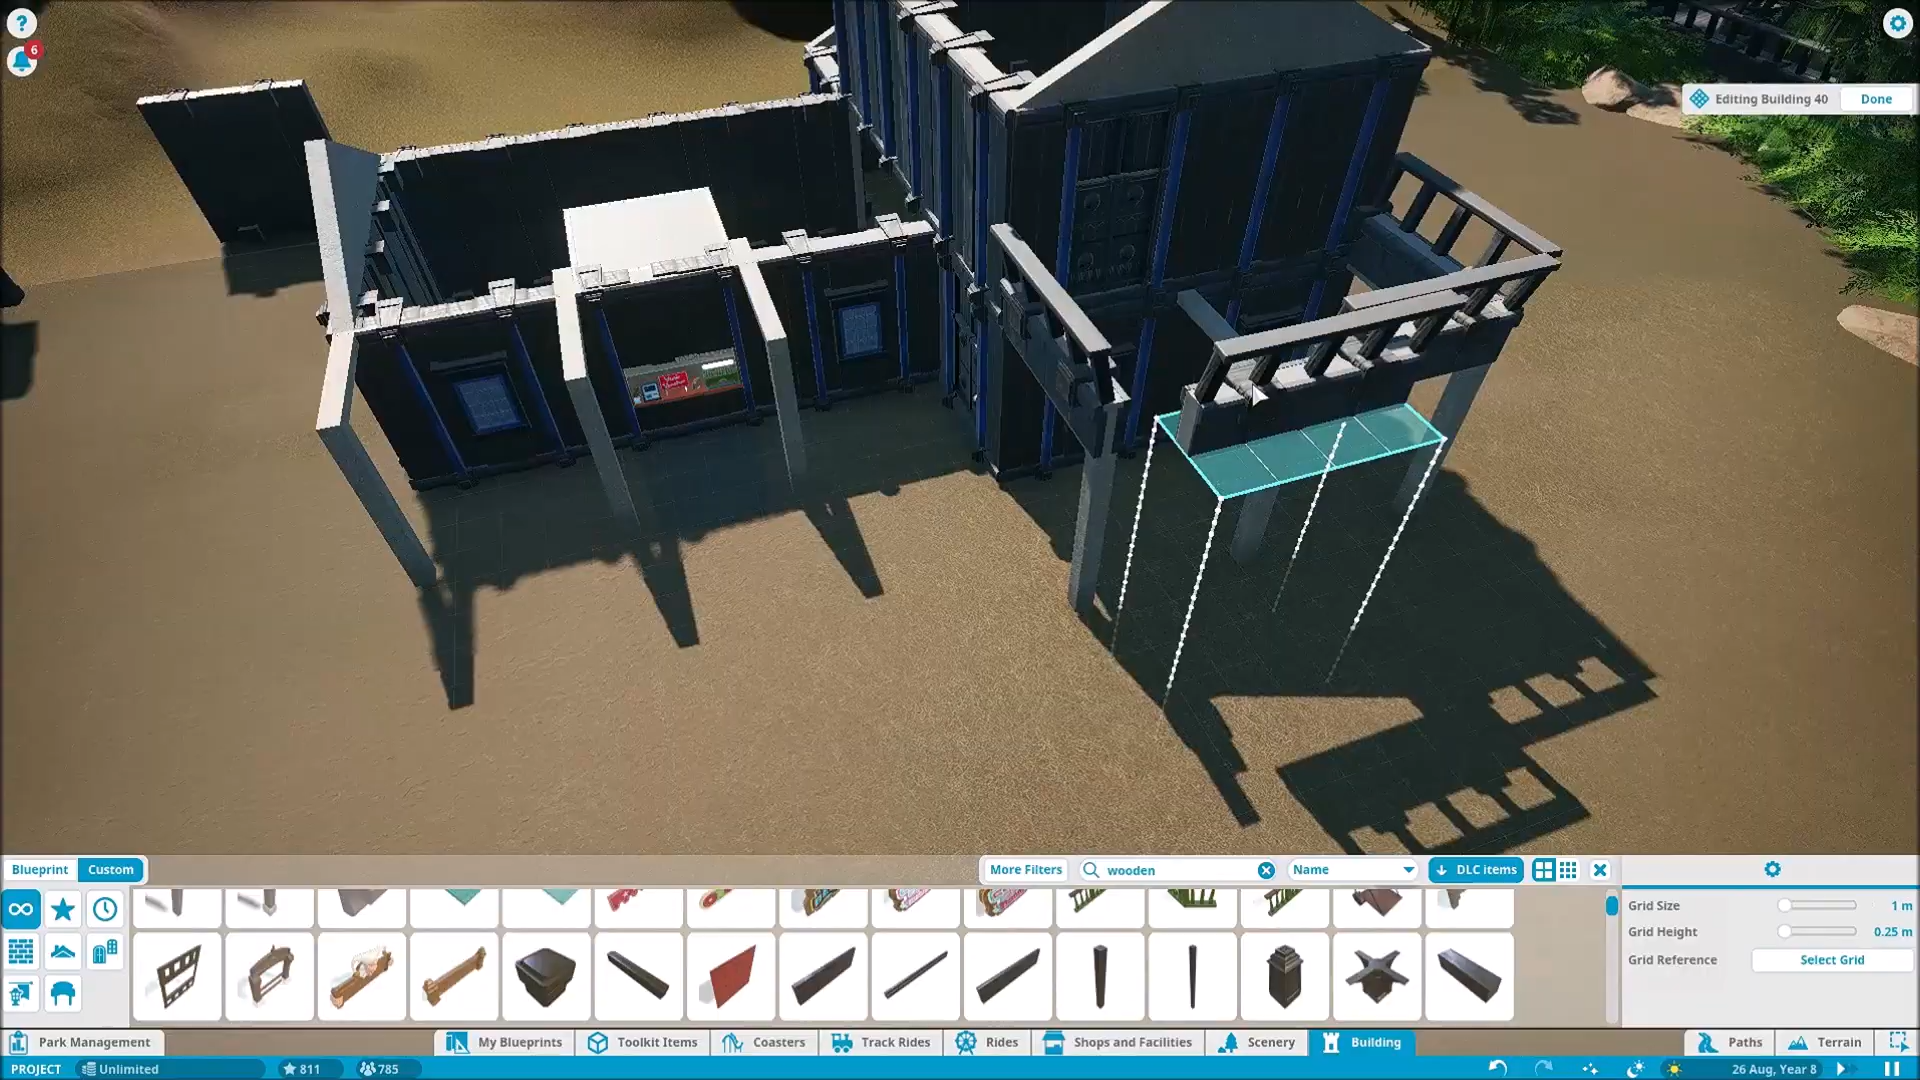 ?
6
Editing Building 40
Done
Blueprint
Custom
More Filters
wooden
Name
DLC items
Grid Size
1 m
Grid Height
0.25 m
Grid Reference
Select Grid
Park Management
My Blueprints
Toolkit Items
Coasters
Track Rides
Rides
Shops and Facilities
Scenery
Building
Paths
Terrain
PROJECT
Unlimited
811
785
26 Aug, Year 8